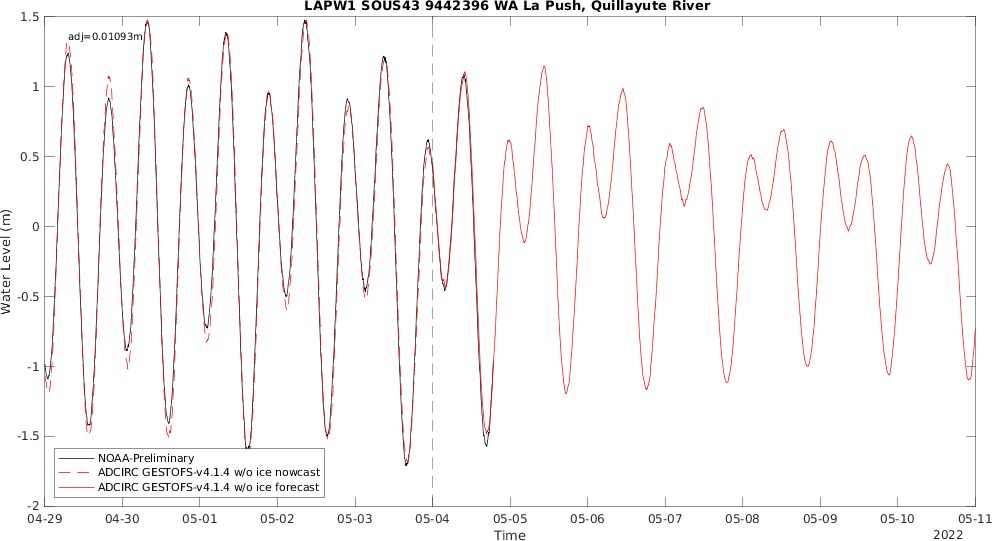 LAPW1 SOUS43 9442396 WA La Push, Quillayute River
adj=0.01093m
1.5
1
0.5
0
-0.5
-1
-1.5
-2
Water Level (m)
NOAA-Preliminary
ADCIRC GESTOFS-v4.1.4 w/o ice nowcast
ADCIRC GESTOFS-v4.1.4 w/o ice forecast
04-29 04-30 05-01 05-02 05-03 05-04 05-05 05-06 05-07 05-08 05-09 05-10 05-11
Time
2022